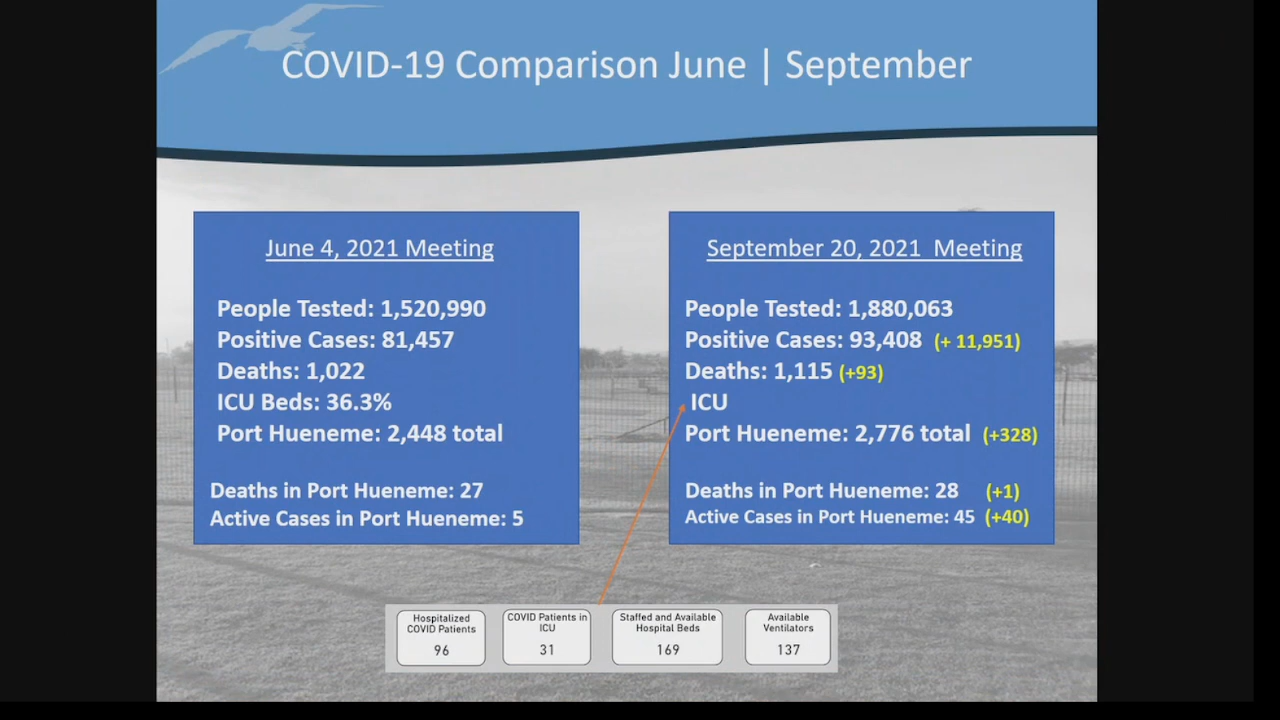 COVID-19 Comparison June | September
June 4, 2021 Meeting
People Tested: 1,520,990
Positive Cases: 81,457
Deaths: 1,022
ICU Beds: 36.3%
Port Hueneme: 2,448 total
Deaths in Port Hueneme: 27
Active Cases in Port Hueneme: 5
September 20, 2021 Meeting
People Tested: 1,880,063
Positive Cases: 93,408 (+ 11,951)
Deaths: 1,115 (+93)
ICU
Port Hueneme: 2,776 total (+328)
Deaths in Port Hueneme: 28 (+1)
Active Cases in Port Hueneme: 45 (+40)
Hospitalized
COVID Patients
96
COVID Patients in
ICU
31
Staffed and Available
Hospital Beds
169
Available
Ventilators
137